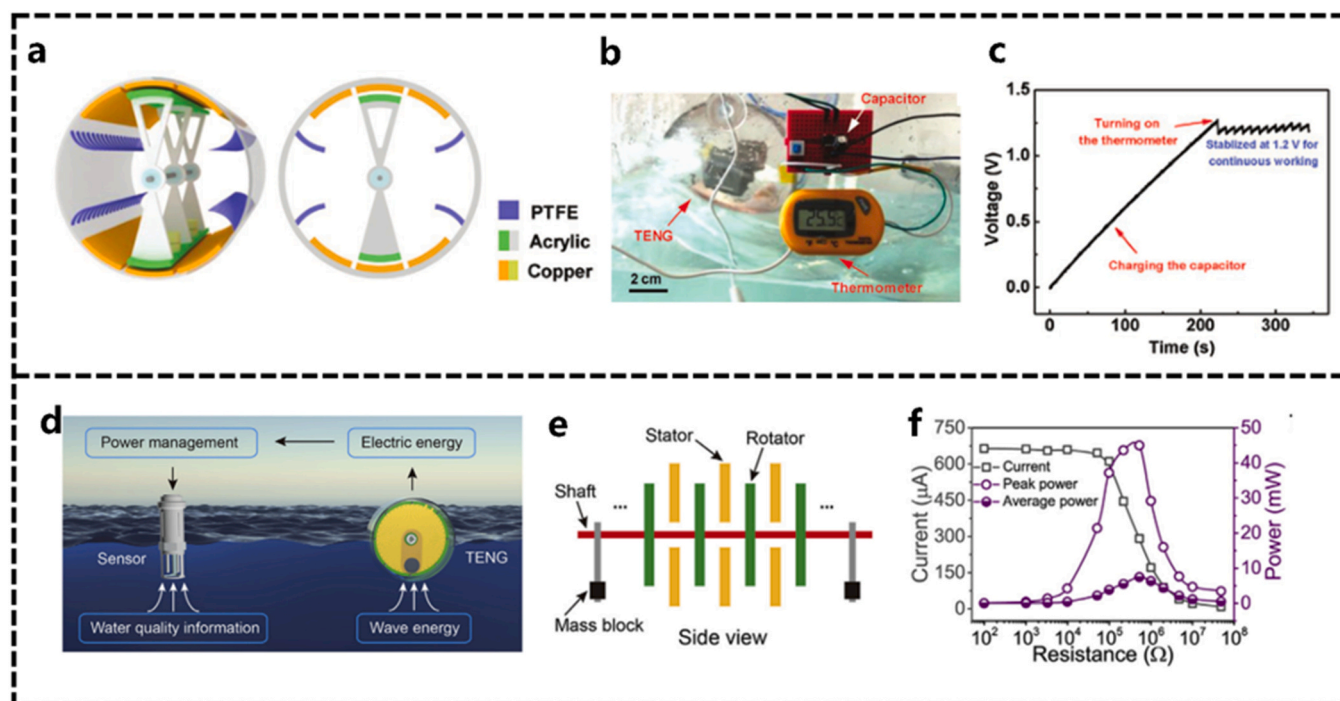 a
PTFE
Acrylic
Copper
b
Capacitor
TENG
25.5°C
2 cm
Thermometer
c
Voltage (V)
1.5
1.0
0.5
0.0
Turning on
the thermometer
Stablized at 1.2 V for
continuous working
Charging the capacitor
0
100
200
300
Time (s)
d
Power management
Electric energy
Sensor
TENG
Water quality information
Wave energy
e
Stator
Rotator
Shaft
...
...
Mass block
Side view
f
Current (μA)
750
600
450
300
150
0
Current
Peak power
Average power
50
40
30
20
10
0
Power (mW)
10² 10³ 10⁴ 10⁵ 10⁶ 10⁷ 10⁸
Resistance (Ω)